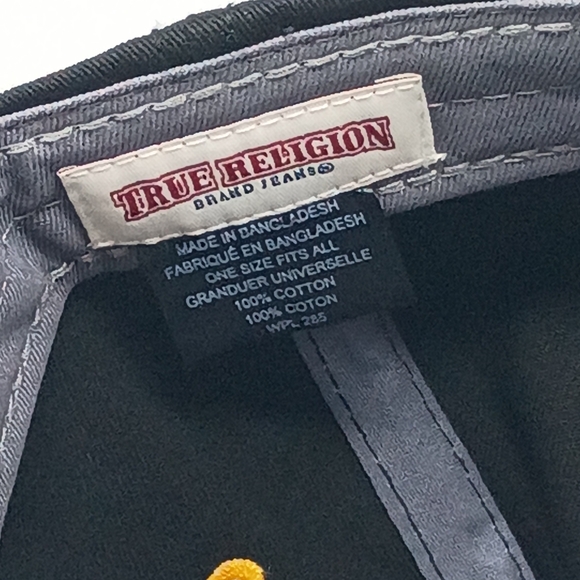 TRUE RELIGION
BRAND JEANS®
MADE IN BANGLADESH
FABRIQUÉ EN BANGLADESH
ONE SIZE FITS ALL
GRANDUER UNIVERSELLE
100% COTTON
100% COTON
WPL 285